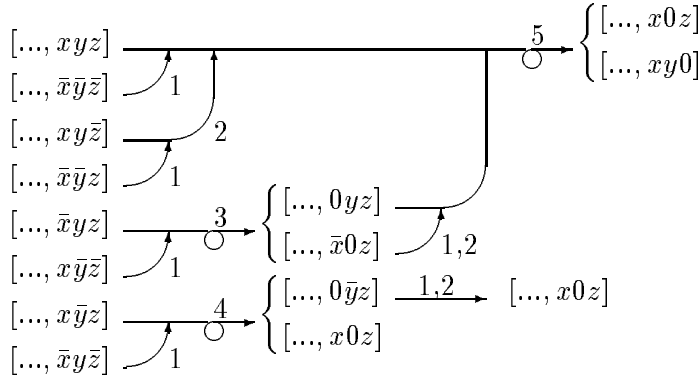 [..., xyz] 5 { [..., x0z]
[..., x̄ȳz̄] 1 [..., xy0]
[..., xyz̄] 2
[..., x̄ȳz] 1
[..., x̄yz] 3 { [..., 0yz]
[..., xȳz̄] 1 [..., x̄0z] 1,2
[..., xȳz] 4 { [..., 0ȳz] 1,2 [..., x0z]
[..., x̄yz̄] 1 [..., x0z]